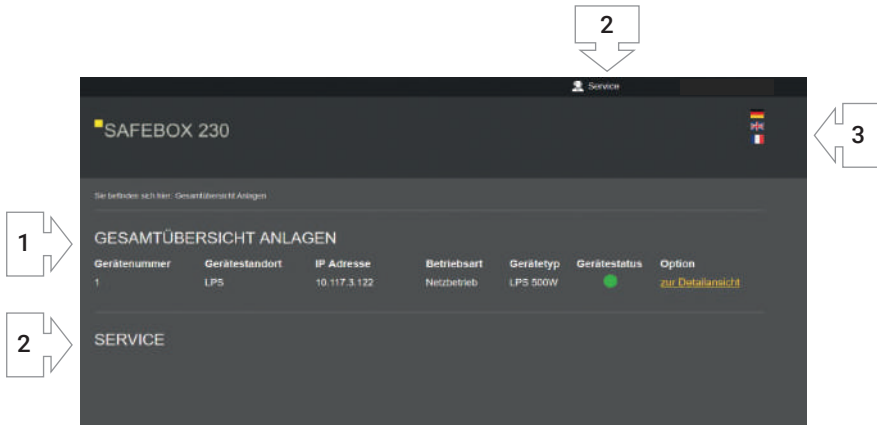 2
Service
SAFEBOX 230
3
Sie befinden sich hier: Gesamtübersicht Anlagen
1
GESAMTÜBERSICHT ANLAGEN
Gerätenummer Gerätestandort IP Adresse Betriebsart Gerätetyp Gerätestatus Option
1 LPS 10.117.3.122 Netzbetrieb LPS 500W zur Detailansicht
2
SERVICE